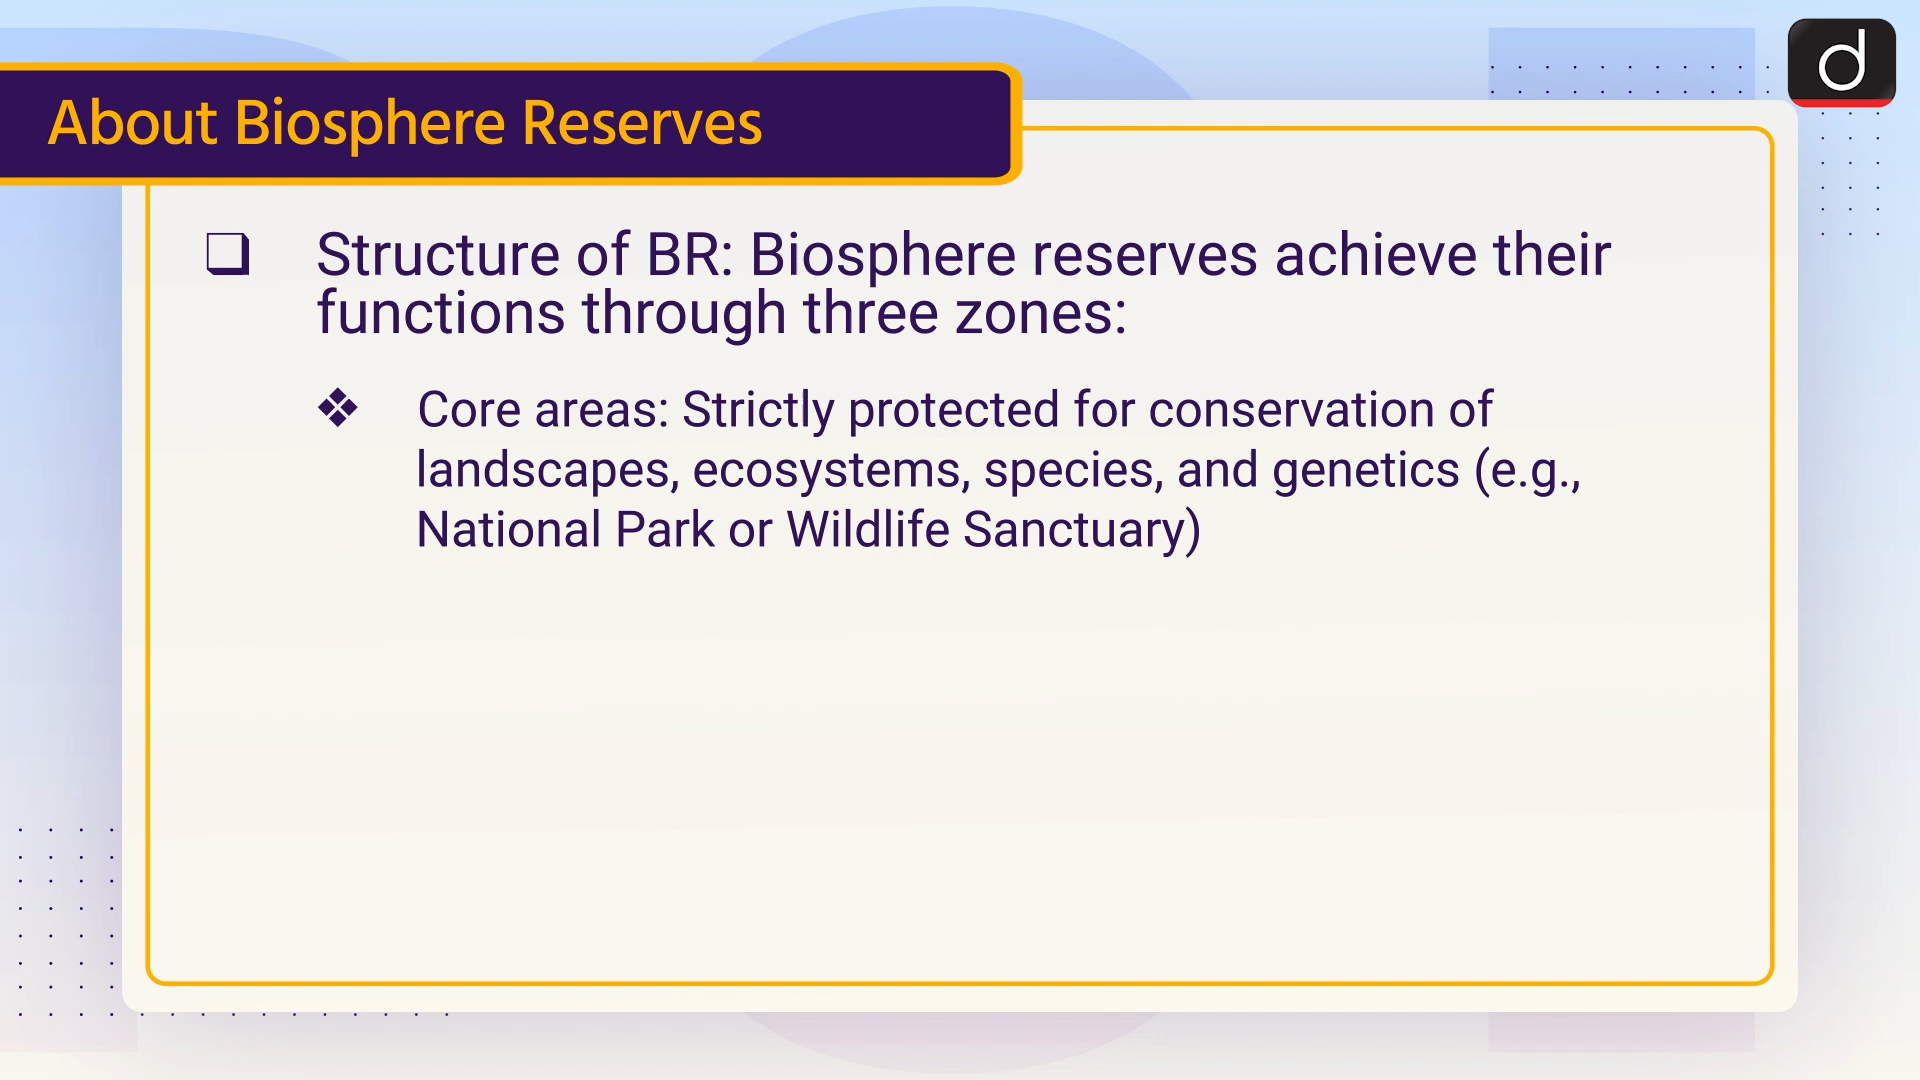 d
About Biosphere Reserves
❑ Structure of BR: Biosphere reserves achieve their
functions through three zones:
❖ Core areas: Strictly protected for conservation of
landscapes, ecosystems, species, and genetics (e.g.,
National Park or Wildlife Sanctuary)